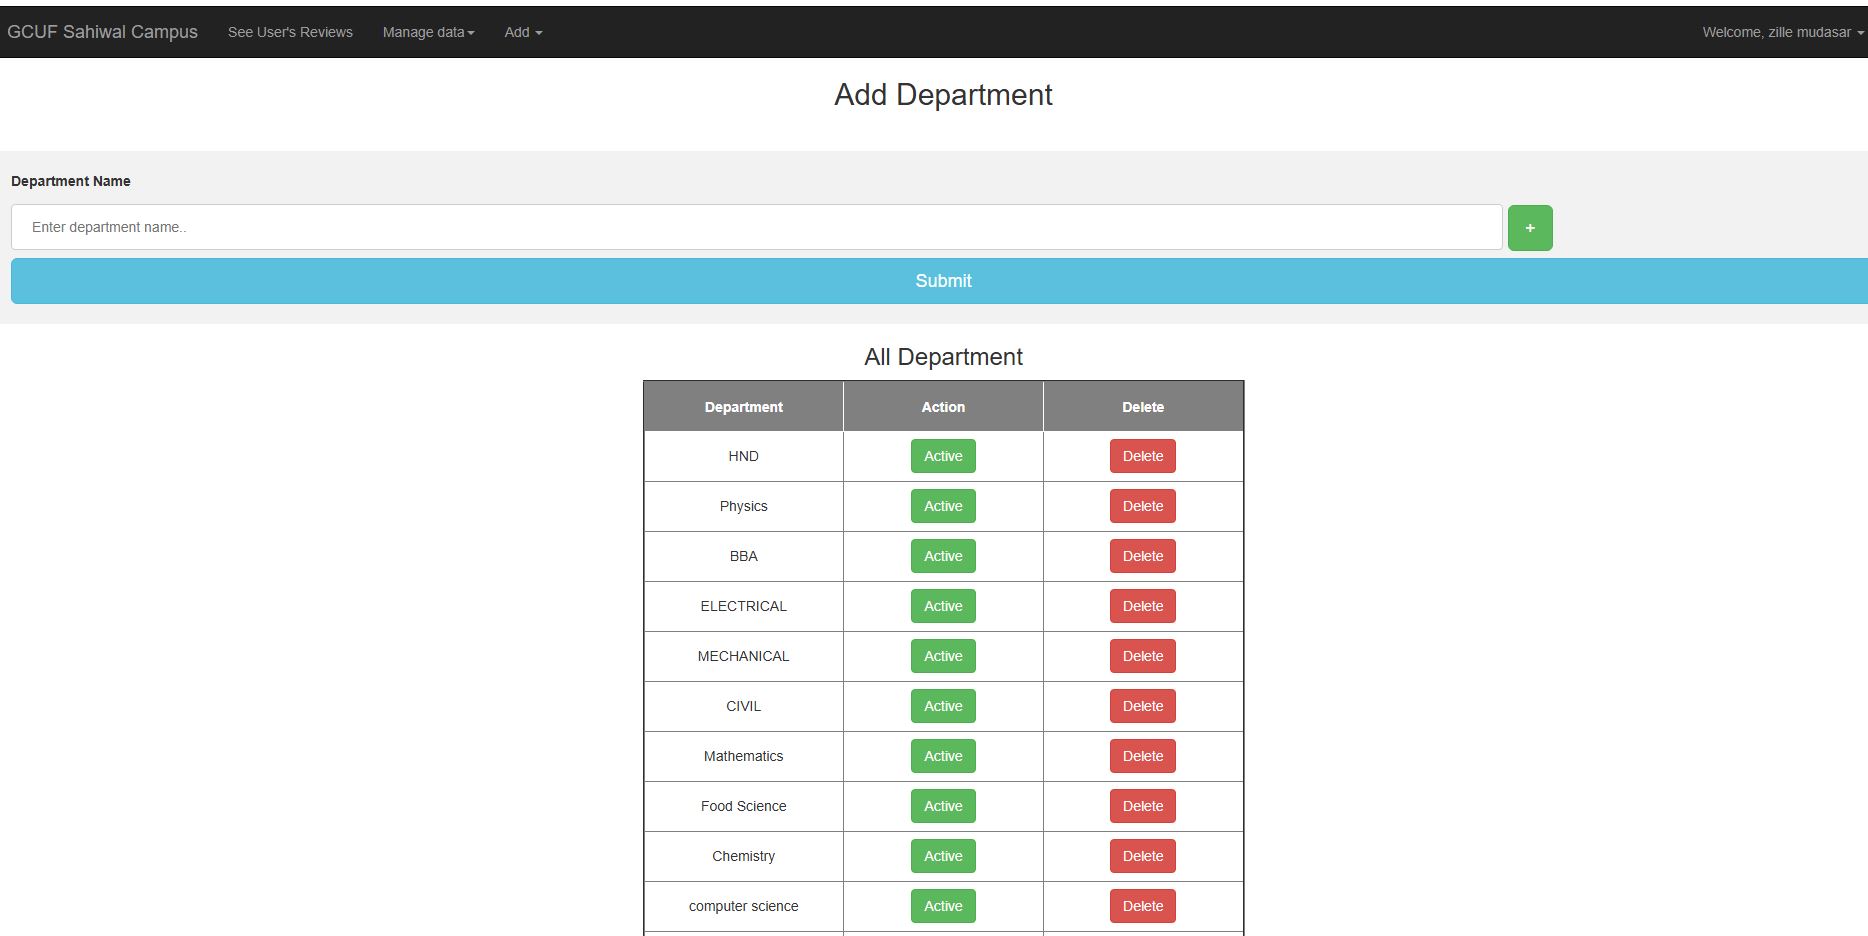 GCUF Sahiwal Campus See User's Reviews Manage data Add Welcome, zille mudasar
Add Department
Department Name
Enter department name.. +
Submit
All Department
Department Action Delete
HND Active Delete
Physics Active Delete
BBA Active Delete
ELECTRICAL Active Delete
MECHANICAL Active Delete
CIVIL Active Delete
Mathematics Active Delete
Food Science Active Delete
Chemistry Active Delete
computer science Active Delete